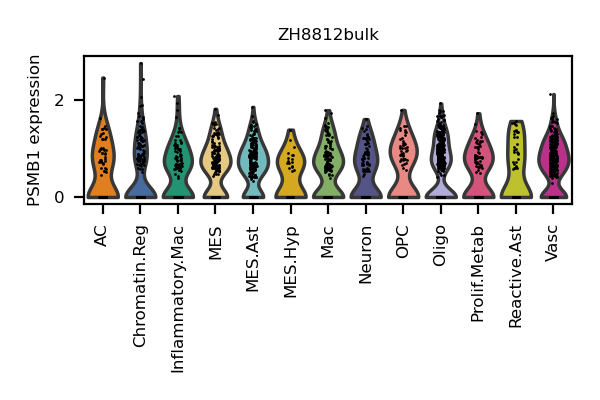 ZH8812bulk
PSMB1 expression
2
0
AC
Chromatin.Reg
Inflammatory.Mac
MES
MES.Ast
MES.Hyp
Mac
Neuron
OPC
Oligo
Prolif.Metab
Reactive.Ast
Vasc